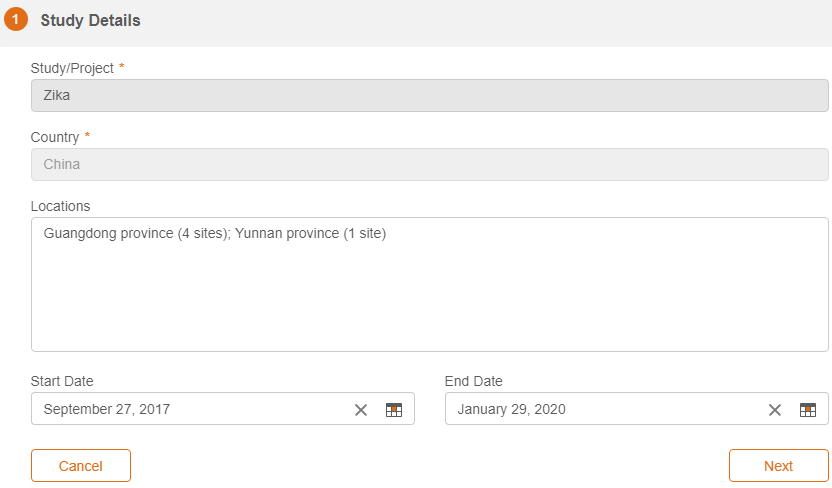 1 Study Details
Study/Project *
Zika
Country *
China
Locations
Guangdong province (4 sites); Yunnan province (1 site)
Start Date End Date
September 27, 2017 January 29, 2020
Cancel Next